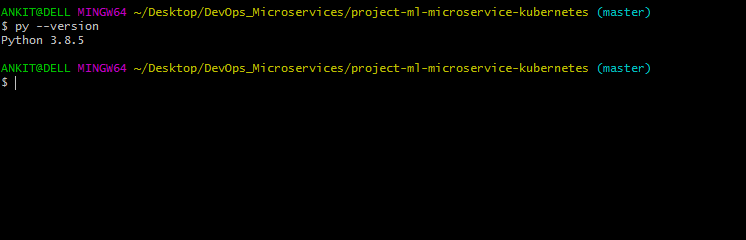 ANKIT@DELL MINGW64 ~/Desktop/DevOps_Microservices/project-ml-microservice-kubernetes (master)
$ py --version
Python 3.8.5
ANKIT@DELL MINGW64 ~/Desktop/DevOps_Microservices/project-ml-microservice-kubernetes (master)
$